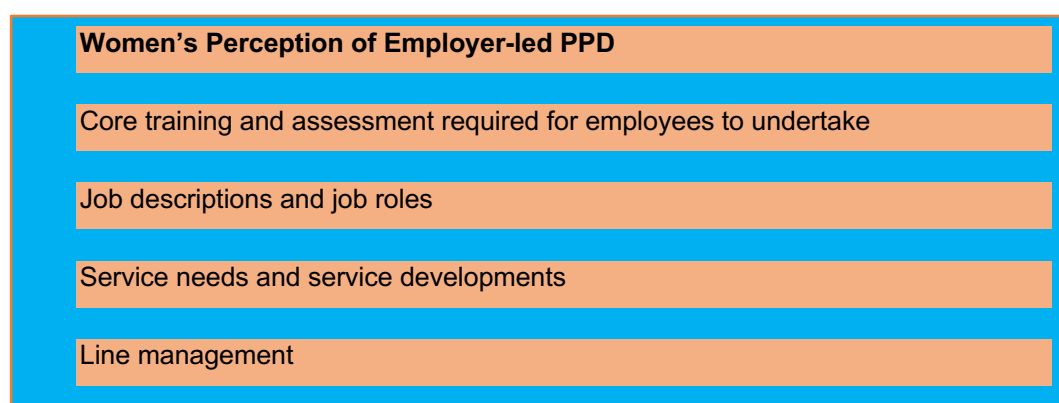 Women’s Perception of Employer-led PPD
Core training and assessment required for employees to undertake
Job descriptions and job roles
Service needs and service developments
Line management